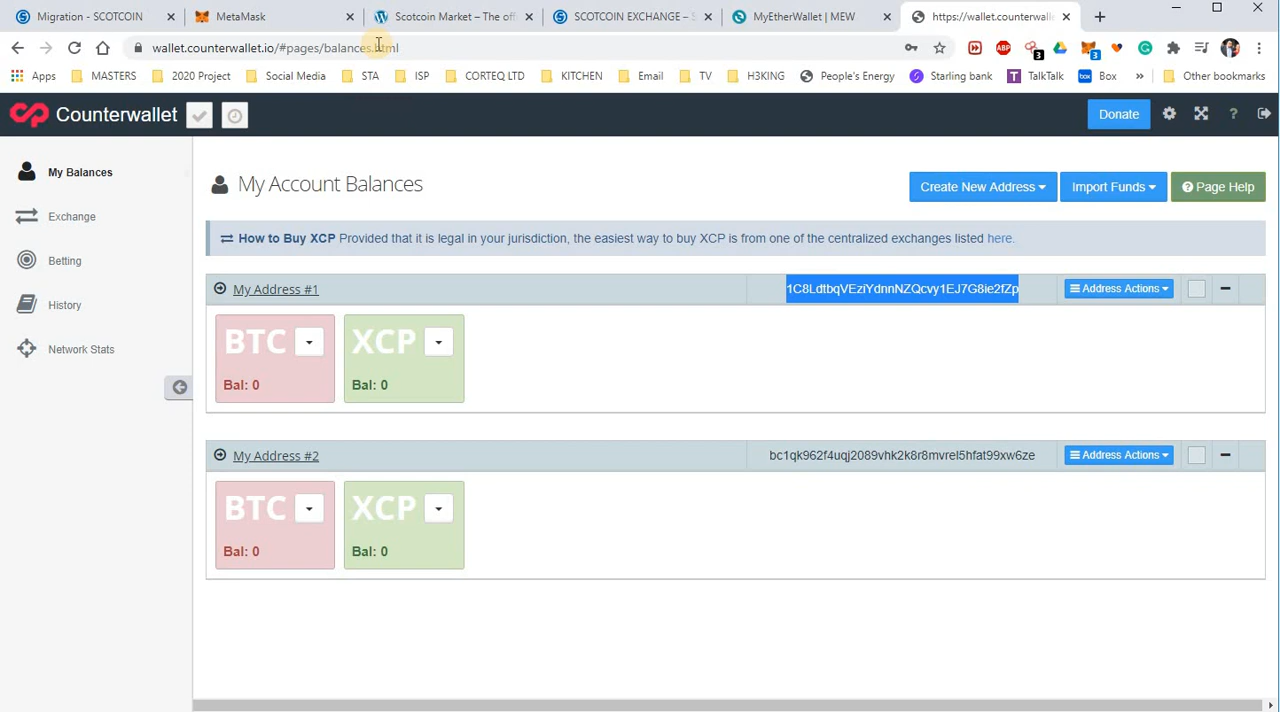 Migration - SCOTCOIN
MetaMask
Scotcoin Market – The off
SCOTCOIN EXCHANGE – S
MyEtherWallet | MEW
https://wallet.counterwalle
wallet.counterwallet.io/#pages/balances.html
ABP
3
3
Apps
MASTERS
2020 Project
Social Media
STA
ISP
CORTEQ LTD
KITCHEN
Email
TV
H3KING
People's Energy
Starling bank
TalkTalk
Box
»
Other bookmarks
Counterwallet
Donate
?
My Balances
Exchange
Betting
History
Network Stats
My Account Balances
Create New Address
Import Funds
Page Help
How to Buy XCP Provided that it is legal in your jurisdiction, the easiest way to buy XCP is from one of the centralized exchanges listed here.
My Address #1
1C8LdtbqVEziYdnnNZQcvy1EJ7G8ie2fZp
Address Actions
BTC
Bal: 0
XCP
Bal: 0
My Address #2
bc1qk962f4uqj2089vhk2k8r8mvrel5hfat99xw6ze
Address Actions
BTC
Bal: 0
XCP
Bal: 0